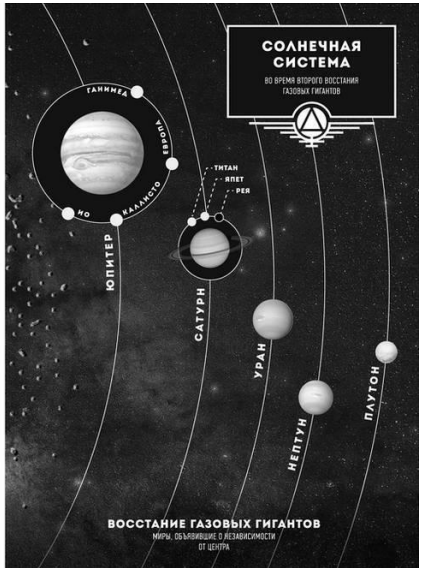 СОЛНЕЧНАЯ
СИСТЕМА
ВО ВРЕМЯ ВТОРОГО ВОССТАНИЯ
ГАЗОВЫХ ГИГАНТОВ
ГАНИМЕД
ЕВРОПА
КАЛЛИСТО
ИО
ЮПИТЕР
ТИТАН
ЯПЕТ
РЕЯ
САТУРН
УРАН
НЕПТУН
ПЛУТОН
ВОССТАНИЕ ГАЗОВЫХ ГИГАНТОВ
МИРЫ, ОБЪЯВИВШИЕ О НЕЗАВИСИМОСТИ
ОТ ЦЕНТРА